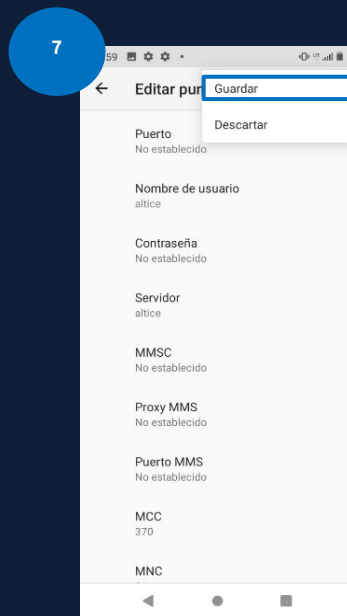 7
59
LTE
Editar pun
Guardar
Descartar
Puerto
No establecido
Nombre de usuario
altice
Contraseña
No establecido
Servidor
altice
MMSC
No establecido
Proxy MMS
No establecido
Puerto MMS
No establecido
MCC
370
MNC